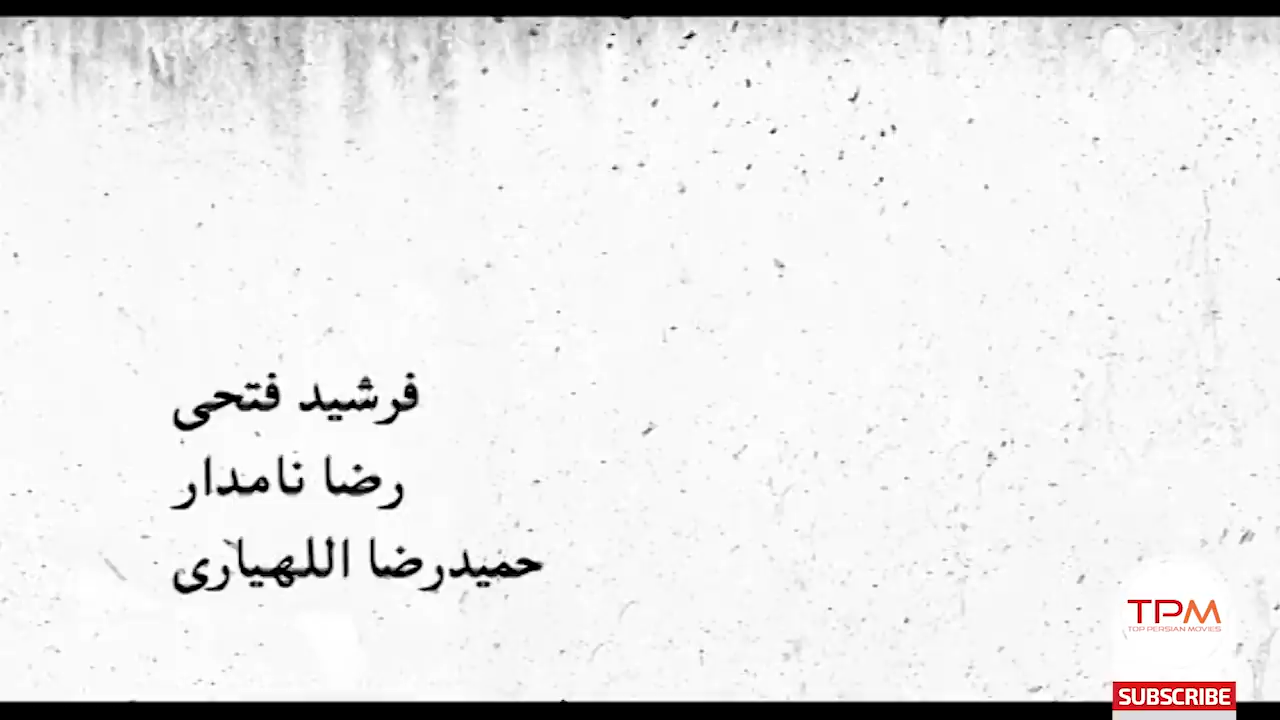 فرشید فتحی
رضا نامدار
حمیدرضا اللهیاری
TPM
TOP PERSIAN MOVIES
SUBSCRIBE